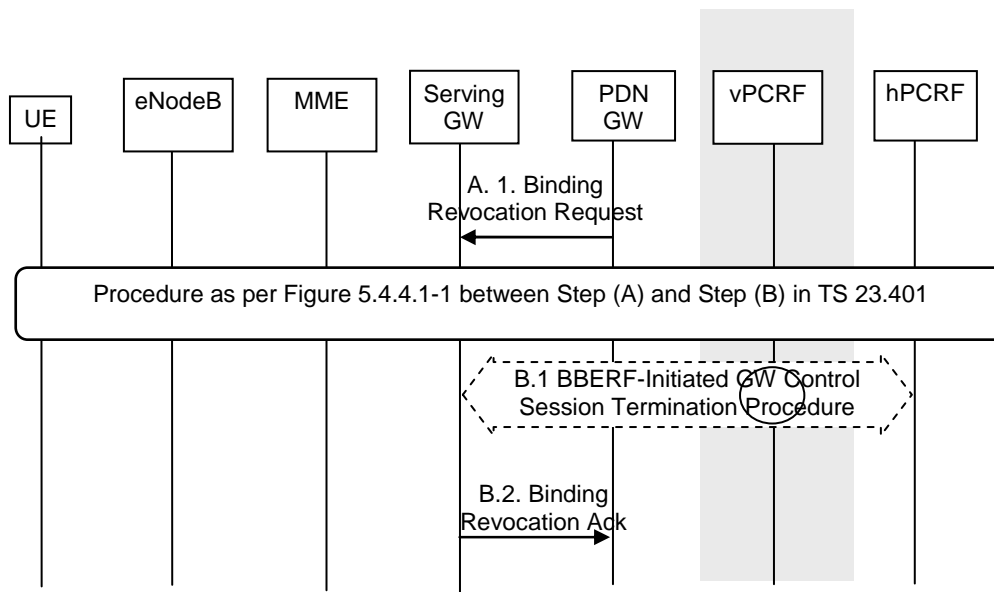 UE
eNodeB
MME
Serving
GW
PDN
GW
vPCRF
hPCRF
A. 1. Binding
Revocation Request
Procedure as per Figure 5.4.4.1-1 between Step (A) and Step (B) in TS 23.401
B.1 BBERF-Initiated GW Control
Session Termination Procedure
B.2. Binding
Revocation Ack